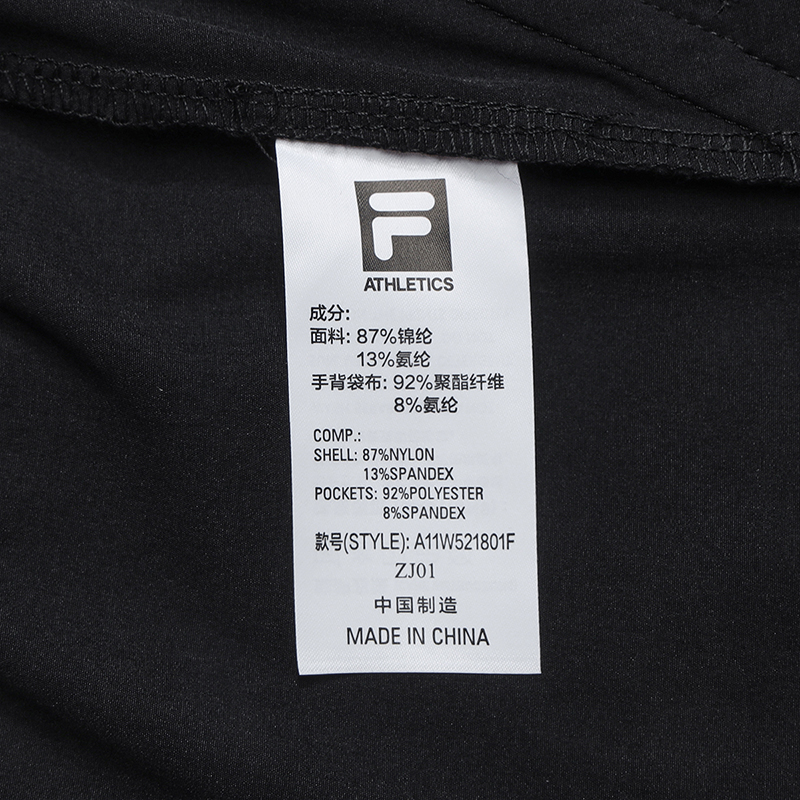 F
ATHLETICS
成分:
面料: 87%锦纶
13%氨纶
手背袋布: 92%聚酯纤维
8%氨纶
COMP.:
SHELL: 87%NYLON
13%SPANDEX
POCKETS: 92%POLYESTER
8%SPANDEX
款号(STYLE): A11W521801F
ZJ01
中国制造
MADE IN CHINA